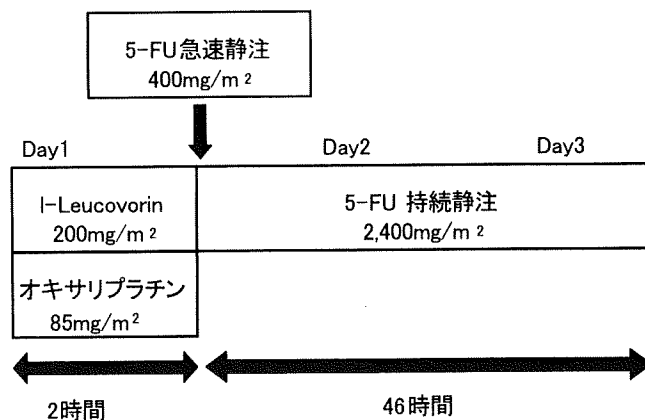 5-FU急速静注
400mg/m²
Day1
Day2
Day3
l-Leucovorin
200mg/m²
5-FU 持続静注
2,400mg/m²
オキサリプラチン
85mg/m²
2時間
46時間